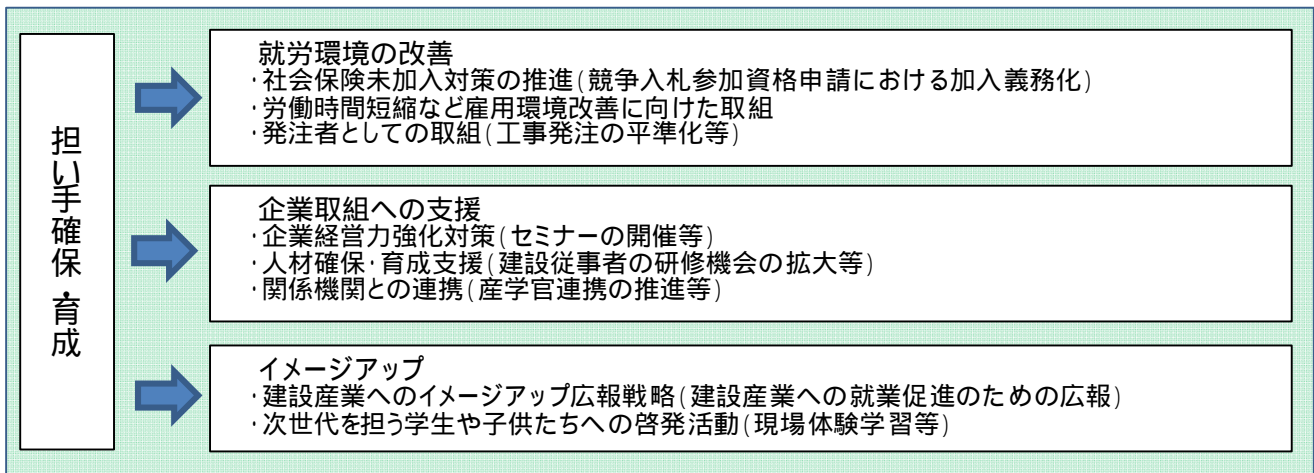 担い手確保・育成
就労環境の改善
・社会保険未加入対策の推進(競争入札参加資格申請における加入義務化)
・労働時間短縮など雇用環境改善に向けた取組
・発注者としての取組(工事発注の平準化等)
企業取組への支援
・企業経営力強化対策(セミナーの開催等)
・人材確保・育成支援(建設従事者の研修機会の拡大等)
・関係機関との連携(産学官連携の推進等)
イメージアップ
・建設産業へのイメージアップ広報戦略(建設産業への就業促進のための広報)
・次世代を担う学生や子供たちへの啓発活動(現場体験学習等)